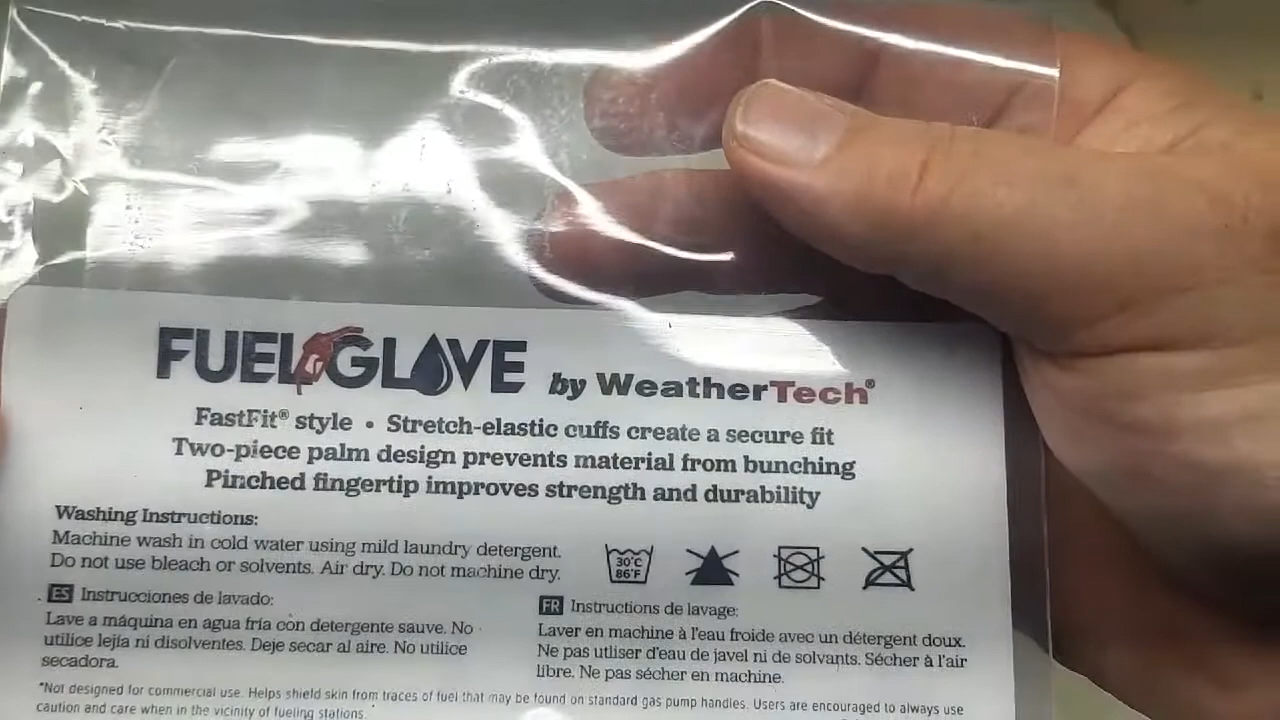 FUEL GLOVE by WeatherTech®
FastFit® style • Stretch-elastic cuffs create a secure fit
Two-piece palm design prevents material from bunching
Pinched fingertip improves strength and durability
Washing Instructions:
Machine wash in cold water using mild laundry detergent.
Do not use bleach or solvents. Air dry. Do not machine dry.
30°C
86°F
ES Instrucciones de lavado:
Lave a máquina en agua fría con detergente sauve. No
utilice lejía ni disolventes. Deje secar al aire. No utilice
secadora.
FR Instructions de lavage:
Laver en machine à l'eau froide avec un détergent doux.
Ne pas utliser d'eau de javel ni de solvants. Sécher à l'air
libre. Ne pas sécher en machine.
*Not designed for commercial use. Helps shield skin from traces of fuel that may be found on standard gas pump handles. Users are encouraged to always use
caution and care when in the vicinity of fueling stations.